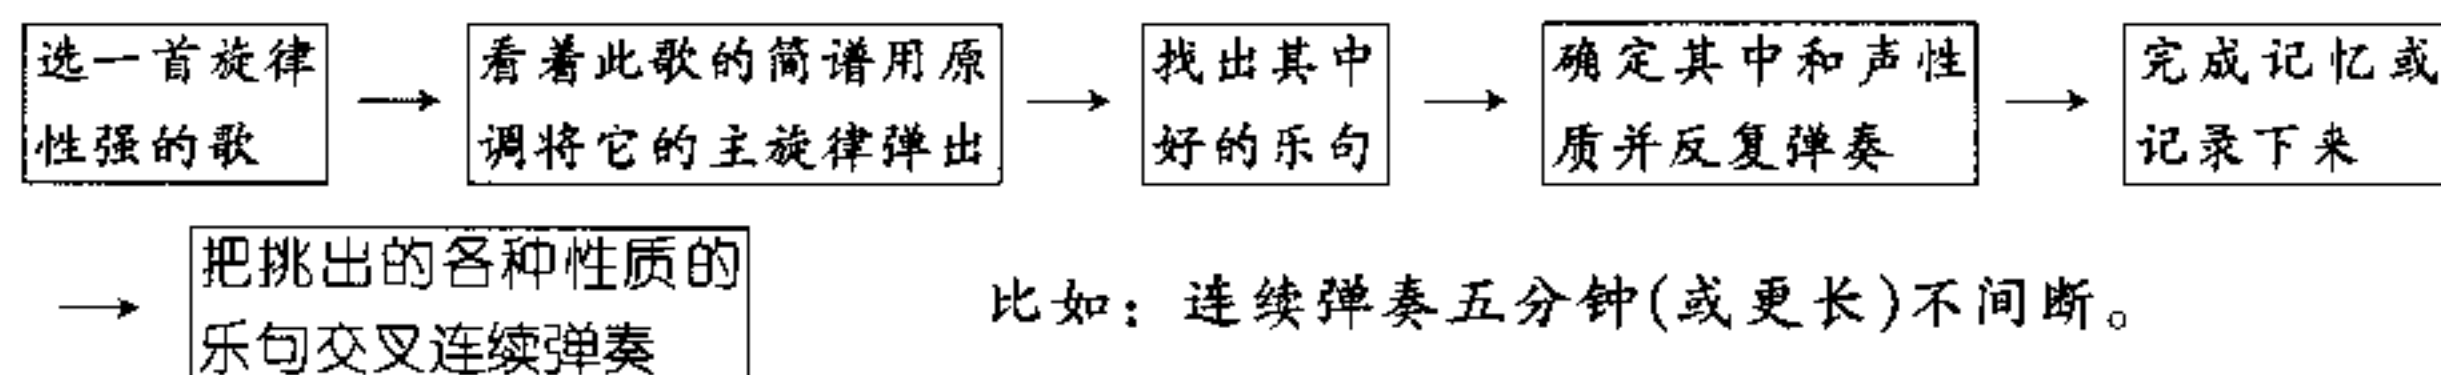 选一首旋律
性强的歌
看着此歌的简谱用原
调将它的主旋律弹出
找出其中
好的乐句
确定其中和声性
质并反复弹奏
完成记忆或
记录下来
把挑出的各种性质的
乐句交叉连续弹奏
比如：连续弹奏五分钟(或更长)不间断。